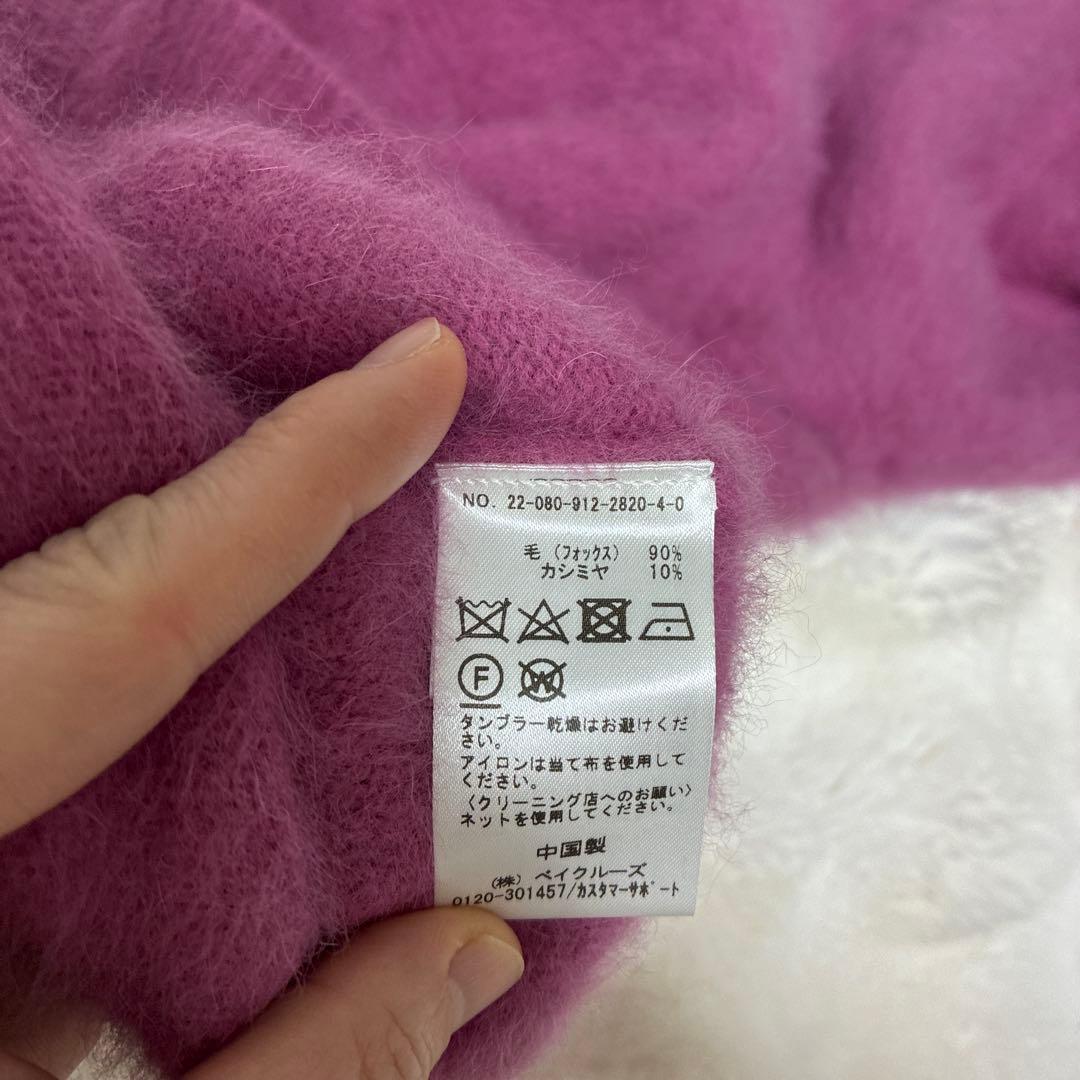 NO. 22-080-912-2820-4-0
毛 (フォックス) 90%
カシミヤ 10%
F W
タンブラー乾燥はお避けくだ
さい。
アイロンは当て布を使用して
ください。
〈クリーニング店へのお願い〉
ネットを使用してください。
中国製
(株) ベイクルーズ
0120-301457/カスタマーサポート